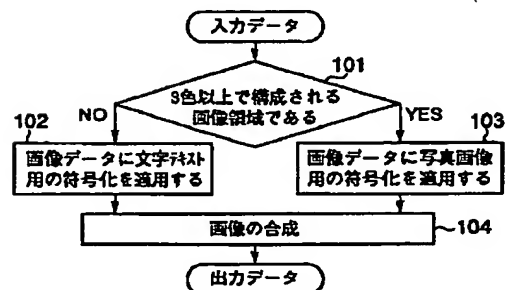 入力データ
101
3色以上で構成される
画像領域である
102
NO
YES
103
画像データに文字テキスト
用の符号化を適用する
画像データに写真画像
用の符号化を適用する
画像の合成
104
出力データ